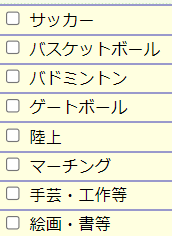 サッカー
バスケットボール
バドミントン
ゲートボール
陸上
マーチング
手芸・工作等
絵画・書等